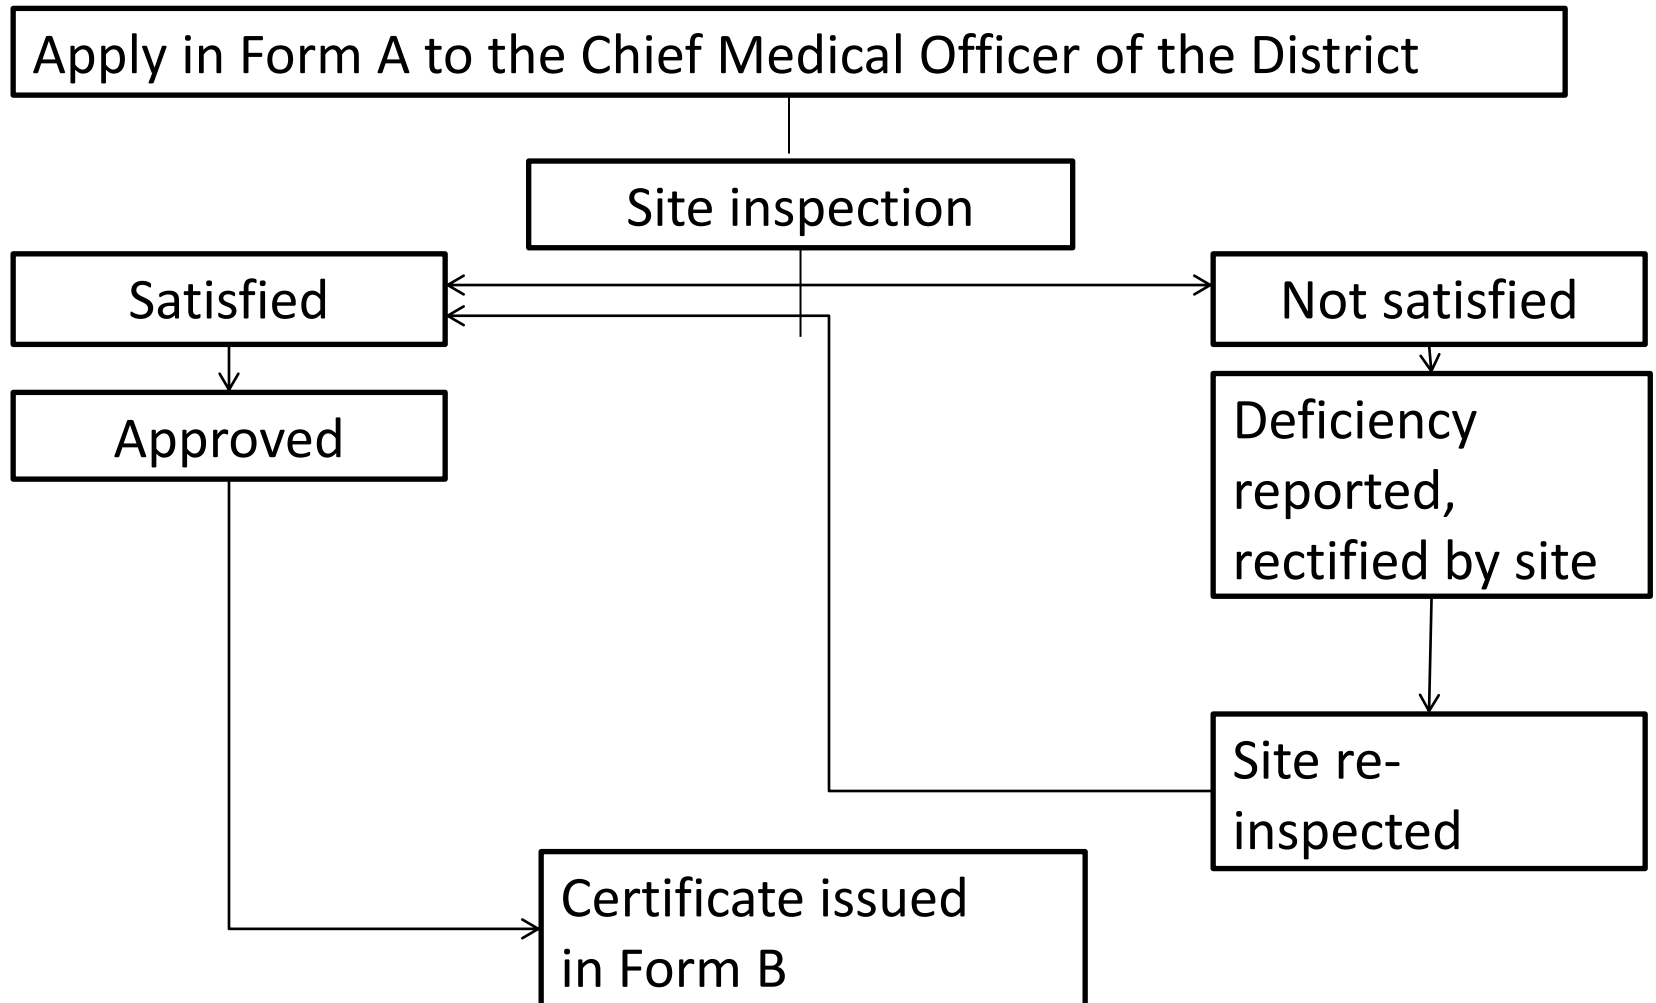 Apply in Form A to the Chief Medical Officer of the District
Site inspection
Satisfied
Not satisfied
Approved
Deficiency
reported,
rectified by site
Site re-
inspected
Certificate issued
in Form B